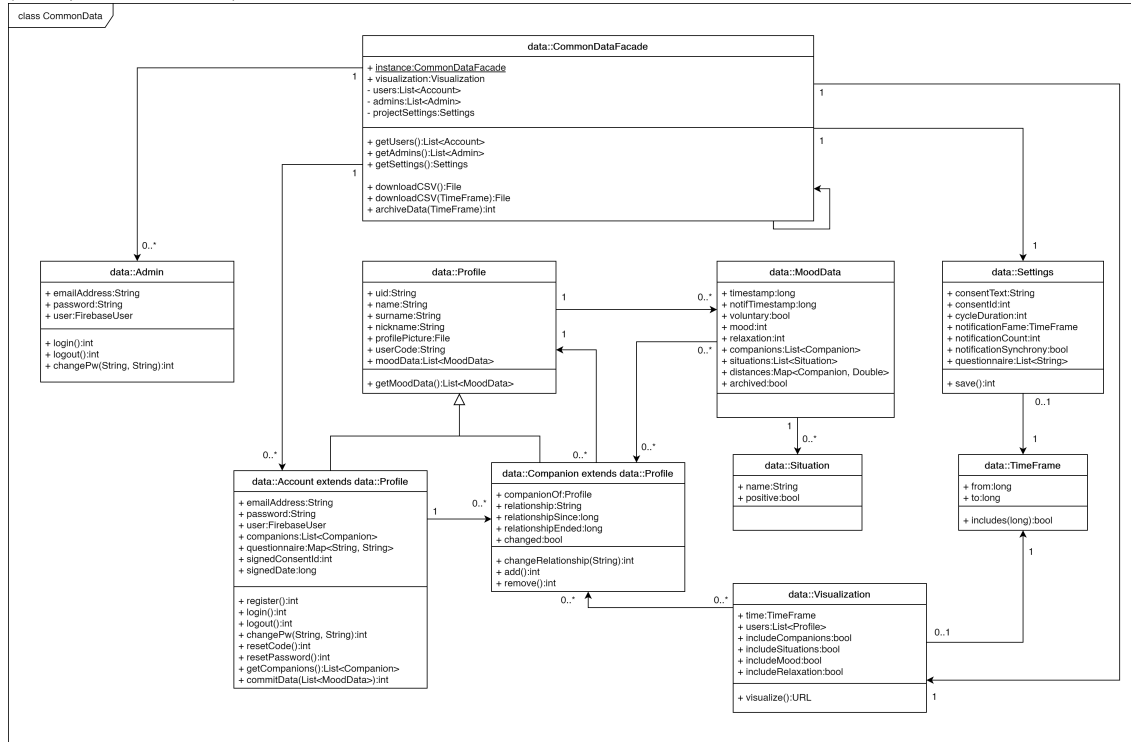 class CommonData
data::CommonDataFacade
+ instance:CommonDataFacade
+ visualization:Visualization
- users:List<Account>
- admins:List<Admin>
- projectSettings:Settings
+ getUsers():List<Account>
+ getAdmins():List<Admin>
+ getSettings():Settings
+ downloadCSV():File
+ downloadCSV(TimeFrame):File
+ archiveData(TimeFrame):int
1
1
1
1
0..*
1
data::Admin
+ emailAddress:String
+ password:String
+ user:FirebaseUser
+ login():int
+ logout():int
+ changePw(String, String):int
data::Profile
+ uid:String
+ name:String
+ surname:String
+ nickname:String
+ profilePicture:File
+ userCode:String
+ moodData:List<MoodData>
+ getMoodData():List<MoodData>
1
0..*
1
0..*
data::MoodData
+ timestamp:long
+ notifTimestamp:long
+ voluntary:bool
+ mood:int
+ relaxation:int
+ companions:List<Companion>
+ situations:List<Situation>
+ distances:Map<Companion, Double>
+ archived:bool
data::Settings
+ consentText:String
+ consentId:int
+ cycleDuration:int
+ notificationFame:TimeFrame
+ notificationCount:int
+ notificationSynchrony:bool
+ questionnaire:List<String>
+ save():int
0..1
1
1
0..*
0..*
0..*
0..*
data::Account extends data::Profile
+ emailAddress:String
+ password:String
+ user:FirebaseUser
+ companions:List<Companion>
+ questionnaire:Map<String, String>
+ signedConsentId:int
+ signedDate:long
+ register():int
+ login():int
+ logout():int
+ changePw(String, String):int
+ resetCode():int
+ resetPassword():int
+ getCompanions():List<Companion>
+ commitData(List<MoodData>):int
1
0..*
data::Companion extends data::Profile
+ companionOf:Profile
+ relationship:String
+ relationshipSince:long
+ relationshipEnded:long
+ changed:bool
+ changeRelationship(String):int
+ add():int
+ remove():int
data::Situation
+ name:String
+ positive:bool
data::TimeFrame
+ from:long
+ to:long
+ includes(long):bool
1
0..*
0..*
data::Visualization
+ time:TimeFrame
+ users:List<Profile>
+ includeCompanions:bool
+ includeSituations:bool
+ includeMood:bool
+ includeRelaxation:bool
+ visualize():URL
0..1
1